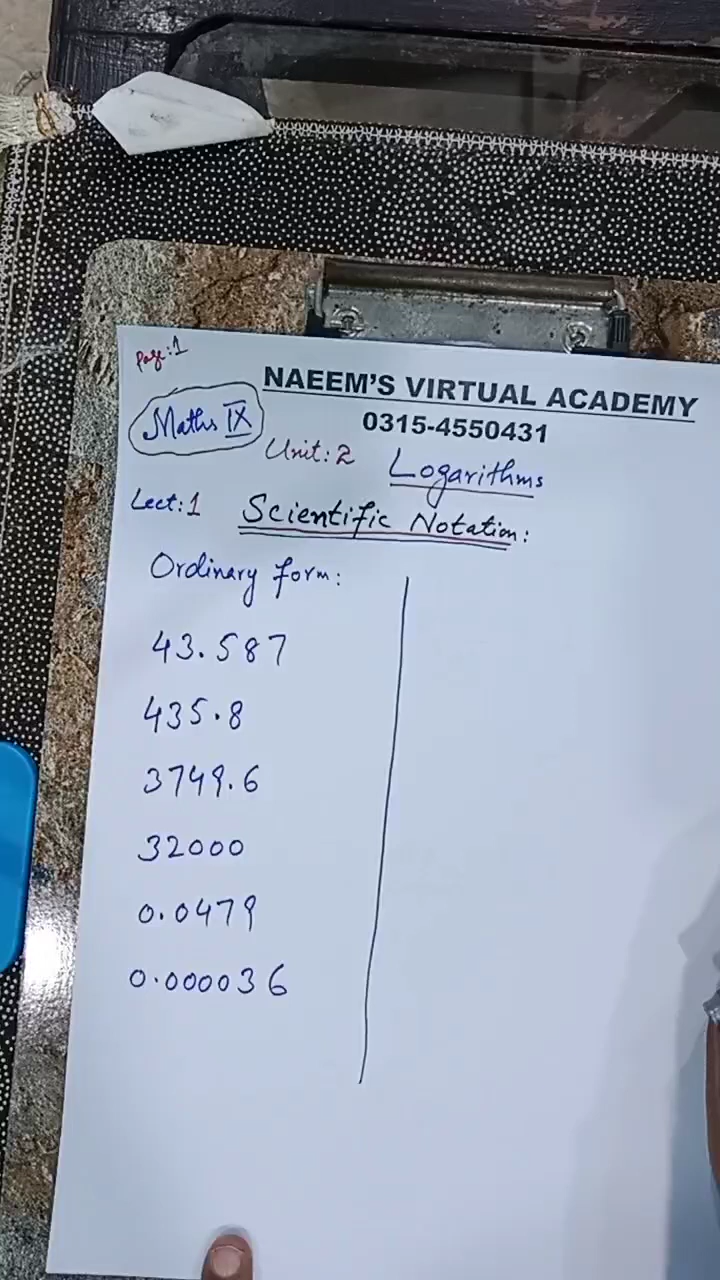 Page:1
NAEEM'S VIRTUAL ACADEMY
0315-4550431
Maths IX
Unit:2 Logarithms
Lect:1 Scientific Notation:
Ordinary form:
43.587
435.8
3749.6
32000
0.0479
0.000036